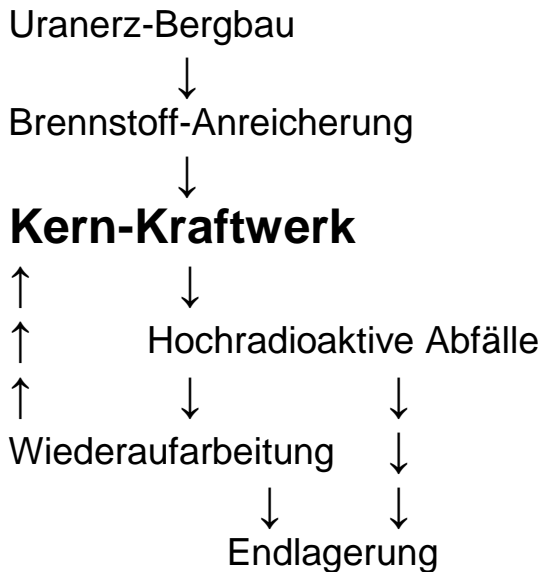 Uranerz-Bergbau
↓
Brennstoff-Anreicherung
↓
Kern-Kraftwerk
↑ ↓
↑ Hochradioaktive Abfälle
↑ ↓ ↓
Wiederaufarbeitung ↓
↓ ↓
Endlagerung